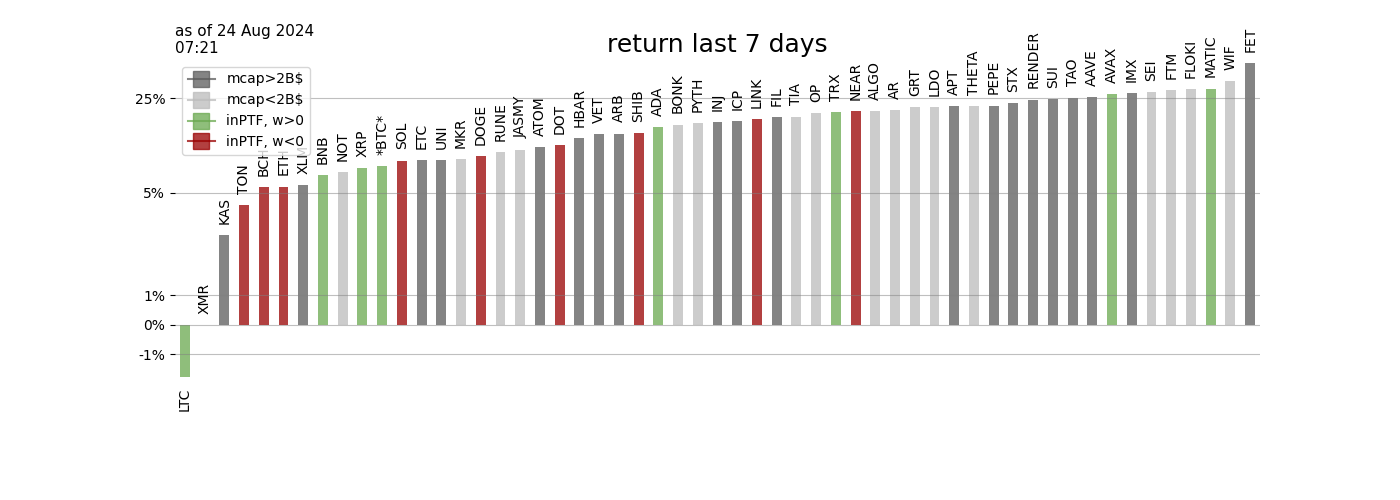 as of 24 Aug 2024
07:21
return last 7 days
mcap>2B$
mcap<2B$
inPTF, w>0
inPTF, w<0
25%
5%
1%
0%
-1%
LTC
XMR
KAS
TON
BCH
ETH
XLM
BNB
NOT
XRP
*BTC*
SOL
ETC
UNI
MKR
DOGE
RUNE
JASMY
ATOM
DOT
HBAR
VET
ARB
SHIB
ADA
BONK
PYTH
INJ
ICP
LINK
FIL
TIA
OP
TRX
NEAR
ALGO
AR
GRT
LDO
APT
THETA
PEPE
STX
RENDER
SUI
TAO
AAVE
AVAX
IMX
SEI
FTM
FLOKI
MATIC
WIF
FET